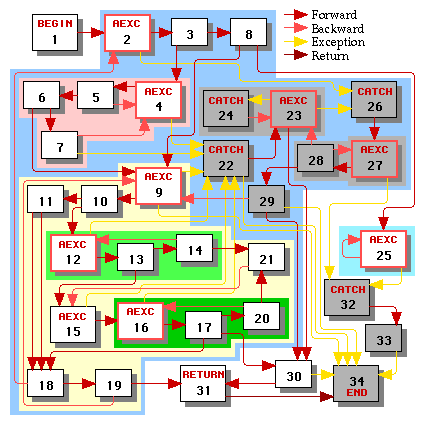 Forward
Backward
Exception
Return
BEGIN
1
AEXC
2
3
8
6
5
AEXC
4
7
CATCH
24
AEXC
23
CATCH
26
CATCH
22
28
AEXC
27
11
10
AEXC
9
29
AEXC
12
13
14
21
AEXC
25
AEXC
15
AEXC
16
17
20
CATCH
32
33
18
19
RETURN
31
30
34
END